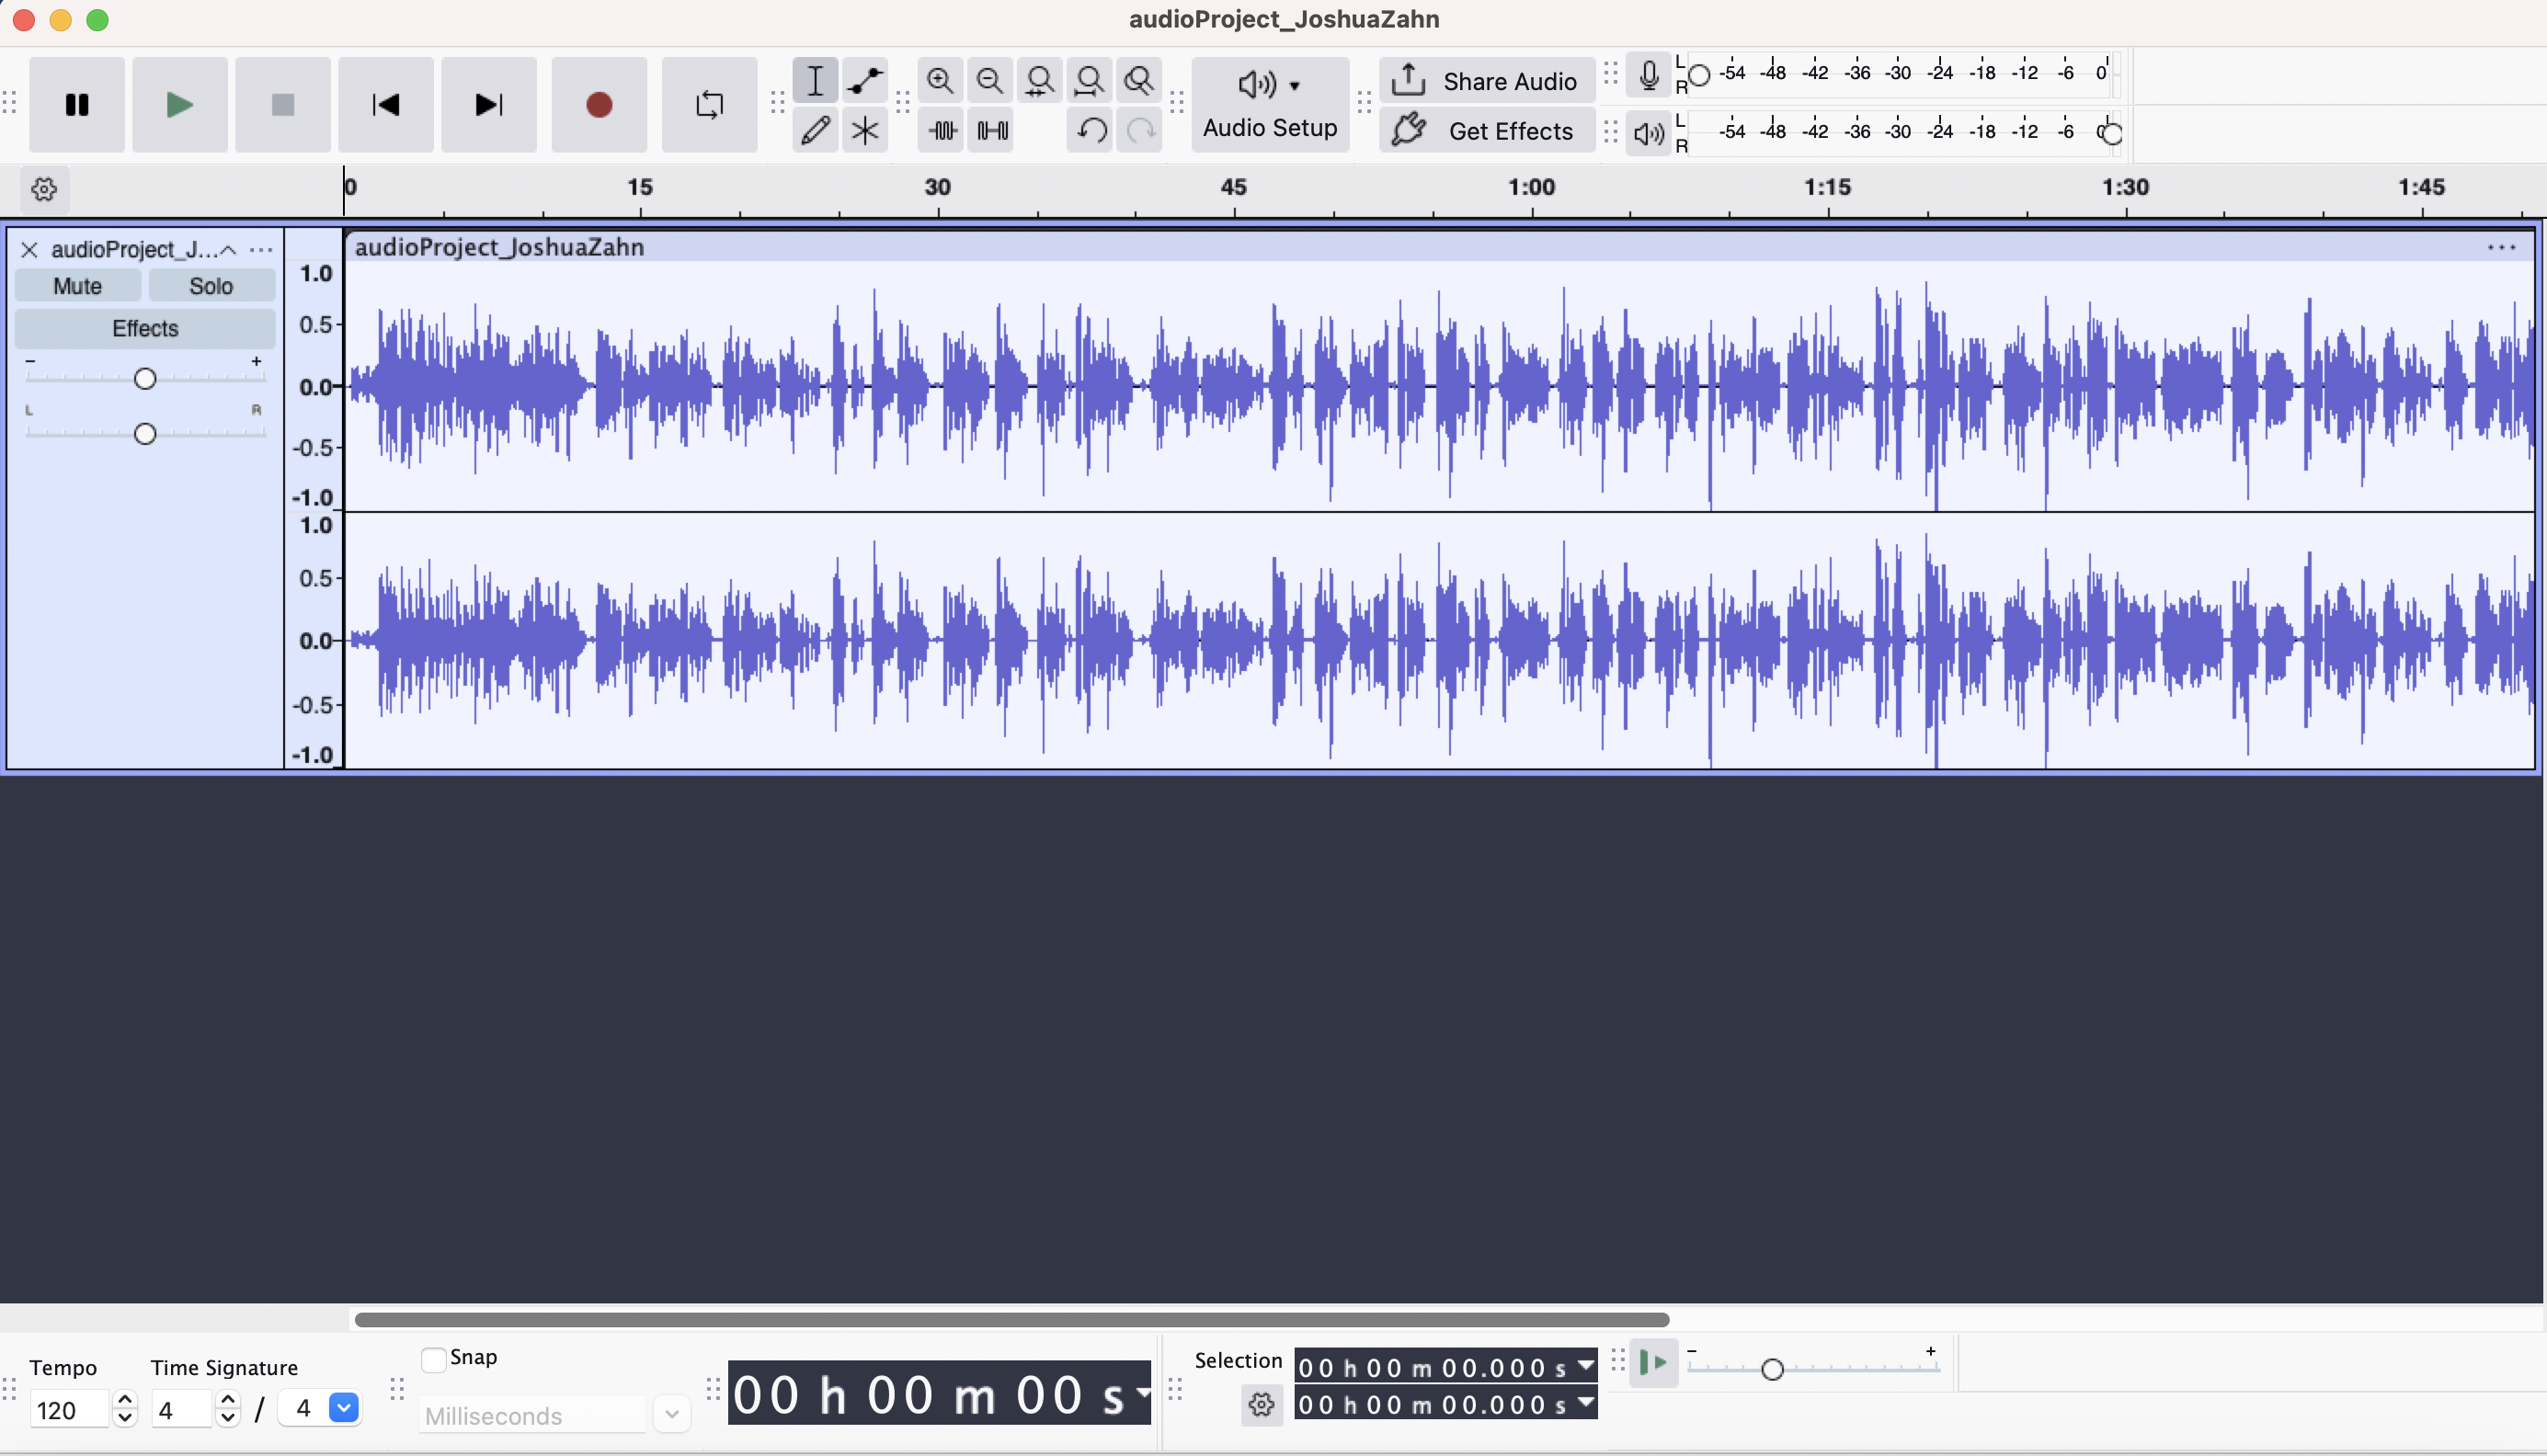 audioProject_JoshuaZahn
Share Audio
L
R
-54 -48 -42 -36 -30 -24 -18 -12 -6 0
Audio Setup
Get Effects
L
R
-54 -48 -42 -36 -30 -24 -18 -12 -6 0
0 15 30 45 1:00 1:15 1:30 1:45
audioProject_J...
audioProject_JoshuaZahn
Mute Solo
Effects
- +
L R
1.0
0.5
0.0
-0.5
-1.0
1.0
0.5
0.0
-0.5
-1.0
Tempo
120
Time Signature
4 / 4
Snap
Milliseconds
00 h 00 m 00 s
Selection
00 h 00 m 00.000 s
00 h 00 m 00.000 s
- +